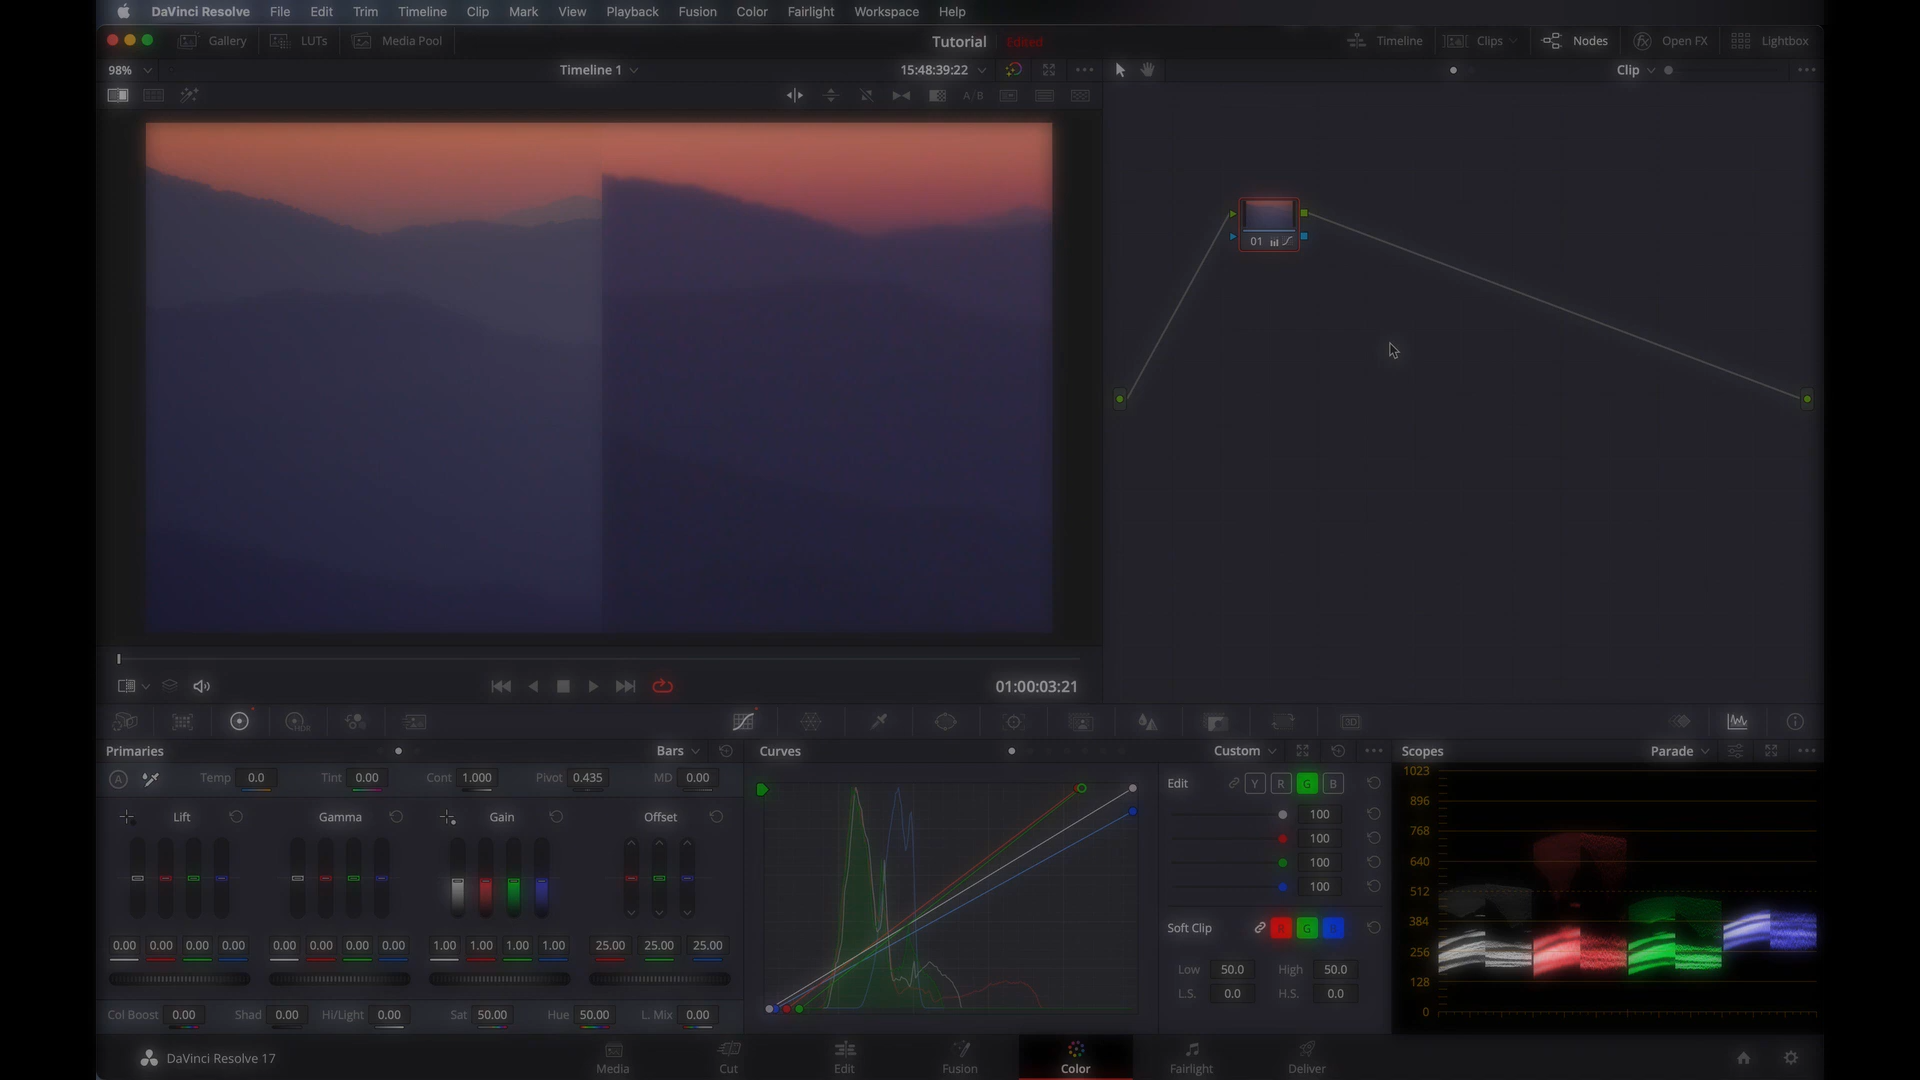 DaVinci Resolve File Edit Trim Timeline Clip Mark View Playback Fusion Color Fairlight Workspace Help
Gallery LUTs Media Pool Tutorial Edited Timeline Clips Nodes Open FX Lightbox
98% Timeline 1 15:48:39:22 Clip
A/B
01
01:00:03:21
HDR
3D
Primaries Bars Curves Custom Scopes Parade
A Temp 0.0 Tint 0.00 Cont 1.000 Pivot 0.435 MD 0.00
Lift Gamma Gain Offset
0.00 0.00 0.00 0.00 0.00 0.00 0.00 0.00 1.00 1.00 1.00 1.00 25.00 25.00 25.00
Col Boost 0.00 Shad 0.00 Hi/Light 0.00 Sat 50.00 Hue 50.00 L. Mix 0.00
Edit Y R G B
100
100
100
100
Soft Clip R G B
Low 50.0 High 50.0
L.S. 0.0 H.S. 0.0
1023
896
768
640
512
384
256
128
0
DaVinci Resolve 17 Media Cut Edit Fusion Color Fairlight Deliver